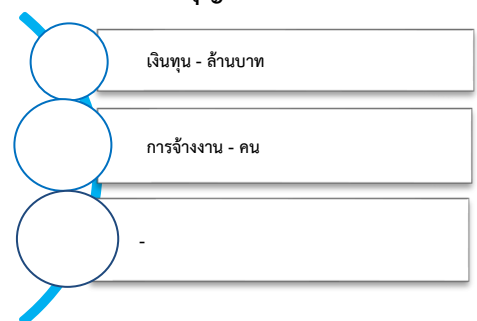 เงินทุน - ล้านบาท
การจ้างงาน - คน
-